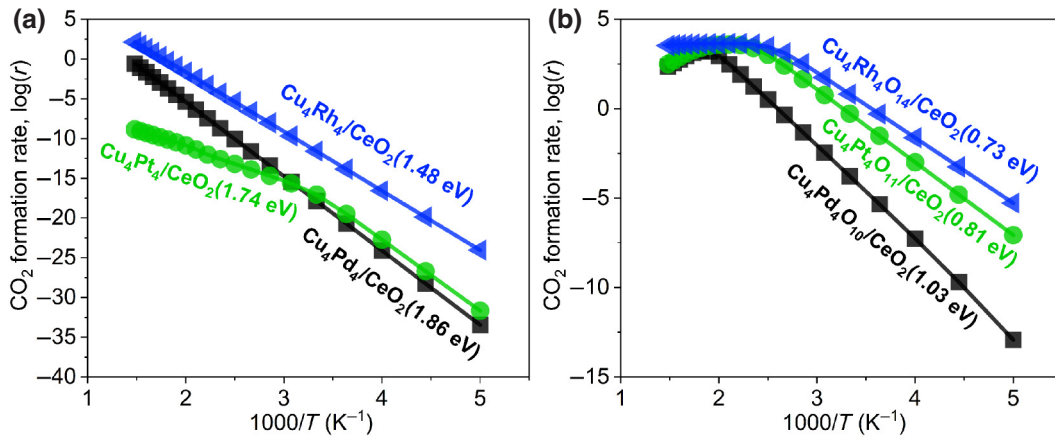 (a)
5
0
−5
−10
−15
−20
−25
−30
−35
−40
1 2 3 4 5
CO₂ formation rate, log(r)
1000/T (K⁻¹)
Cu₄Rh₄/CeO₂(1.48 eV)
Cu₄Pt₄/CeO₂(1.74 eV)
Cu₄Pd₄/CeO₂(1.86 eV)
(b)
5
0
−5
−10
−15
1 2 3 4 5
CO₂ formation rate, log(r)
1000/T (K⁻¹)
Cu₄Rh₄O₁₄/CeO₂(0.73 eV)
Cu₄Pt₄O₁₁/CeO₂(0.81 eV)
Cu₄Pd₄O₁₀/CeO₂(1.03 eV)